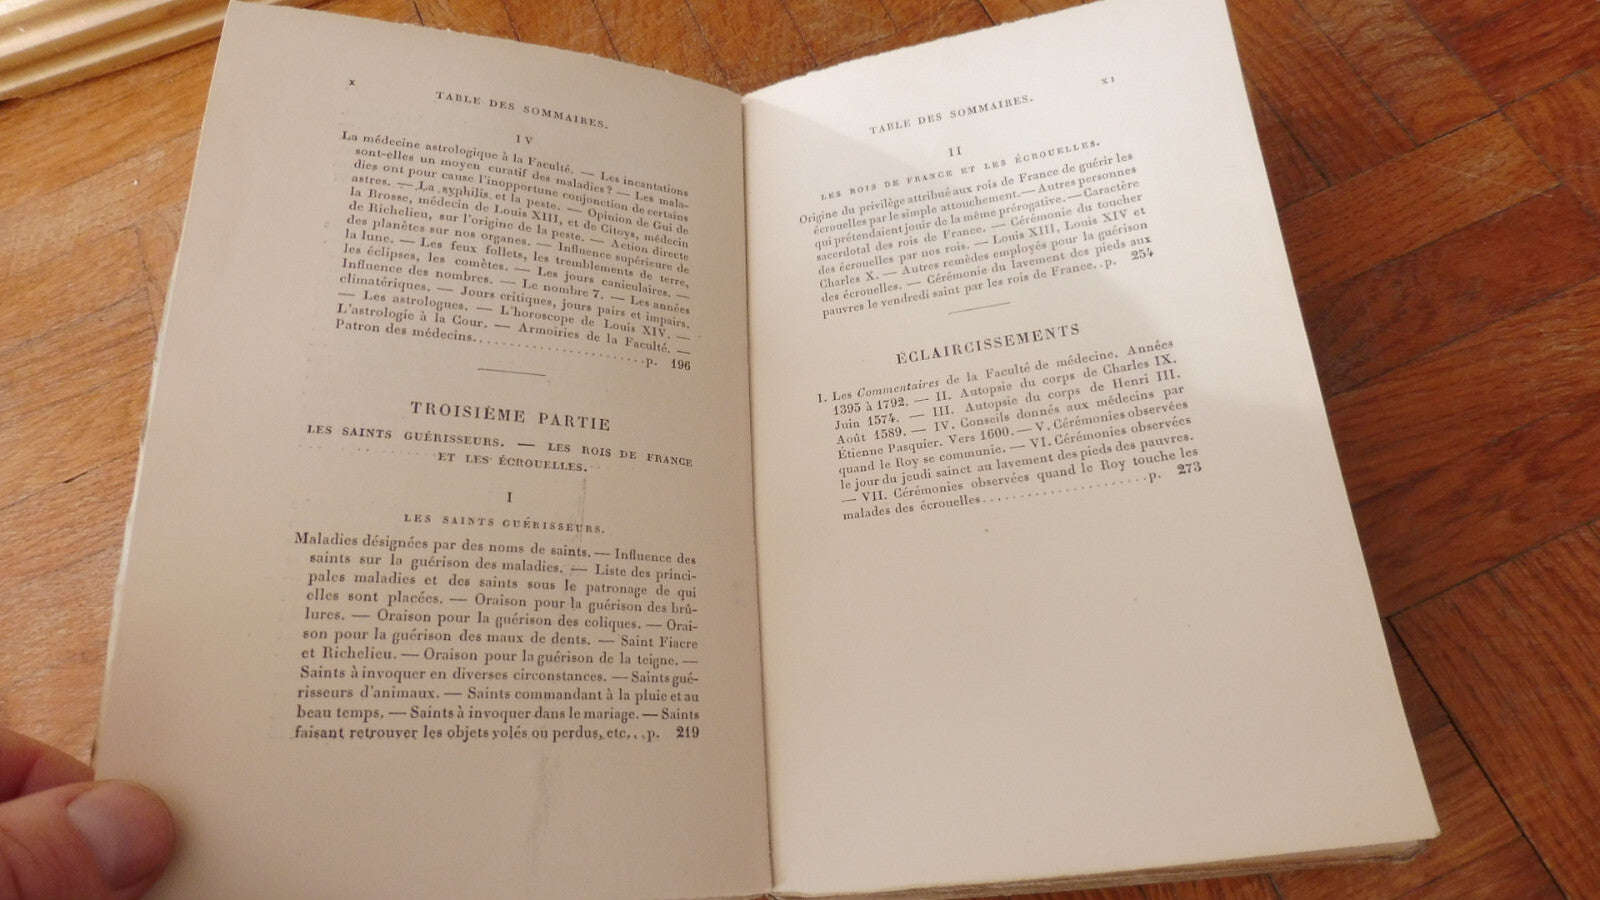 x
TABLE DES SOMMAIRES.
IV
La médecine astrologique à la Faculté. — Les incantations
sont-elles un moyen curatif des maladies? — Les mala-
dies ont pour cause l'inopportune conjonction de certains
astres. — La syphilis et la peste. — Opinion de Gui de
la Brosse, médecin de Louis XIII, et de Citoys, médecin
de Richelieu, sur l'origine de la peste. — Action directe
des planètes sur nos organes. — Influence supérieure de
la lune. — Les feux follets, les tremblements de terre,
les éclipses, les comètes. — Les jours caniculaires. —
Influence des nombres. — Le nombre 7. — Les années
climatériques. — Jours critiques, jours pairs et impairs.
— Les astrologues. — L'horoscope de Louis XIV. —
L'astrologie à la Cour. — Armoiries de la Faculté. —
Patron des médecins......................p. 196
TROISIÈME PARTIE
LES SAINTS GUÉRISSEURS. — LES ROIS DE FRANCE
ET LES ÉCROUELLES.
I
LES SAINTS GUÉRISSEURS.
Maladies désignées par des noms de saints. — Influence des
saints sur la guérison des maladies. — Liste des princi-
pales maladies et des saints sous le patronage de qui
elles sont placées. — Oraison pour la guérison des brû-
lures. — Oraison pour la guérison des coliques. — Orai-
son pour la guérison des maux de dents. — Saint Fiacre
et Richelieu. — Oraison pour la guérison de la teigne. —
Saints à invoquer en diverses circonstances. — Saints gué-
risseurs d'animaux. — Saints commandant à la pluie et au
beau temps. — Saints à invoquer dans le mariage. — Saints
faisant retrouver les objets volés ou perdus, etc...p. 219
XI
TABLE DES SOMMAIRES.
II
LES ROIS DE FRANCE ET LES ÉCROUELLES.
Origine du privilège attribué aux rois de France de guérir les
écrouelles par le simple attouchement. — Autres personnes
qui prétendaient jouir de la même prérogative. — Caractère
sacerdotal des rois de France. — Cérémonie du toucher
des écrouelles par nos rois. — Louis XIII, Louis XIV et
Charles X. — Autres remèdes employés pour la guérison
des écrouelles. — Cérémonie du lavement des pieds aux
pauvres le vendredi saint par les rois de France..p. 254
ÉCLAIRCISSEMENTS
I. Les Commentaires de la Faculté de médecine. Années
1395 à 1792. — II. Autopsie du corps de Charles IX.
Juin 1574. — III. Autopsie du corps de Henri III.
Août 1589. — IV. Conseils donnés aux médecins par
Étienne Pasquier. Vers 1600. — V. Cérémonies observées
quand le Roy se communie. — VI. Cérémonies observées
le jour du jeudi sainct au lavement des pieds des pauvres.
— VII. Cérémonies observées quand le Roy touche les
malades des écrouelles......................p. 273